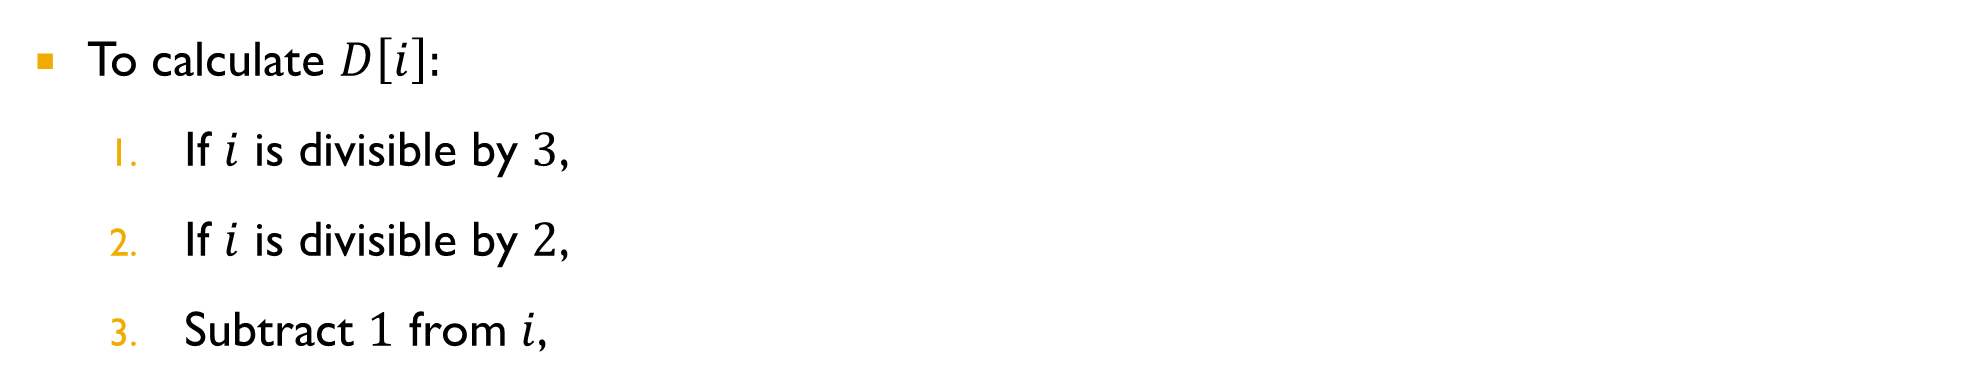 To calculate D[i]:
1. If i is divisible by 3,
2. If i is divisible by 2,
3. Subtract 1 from i,